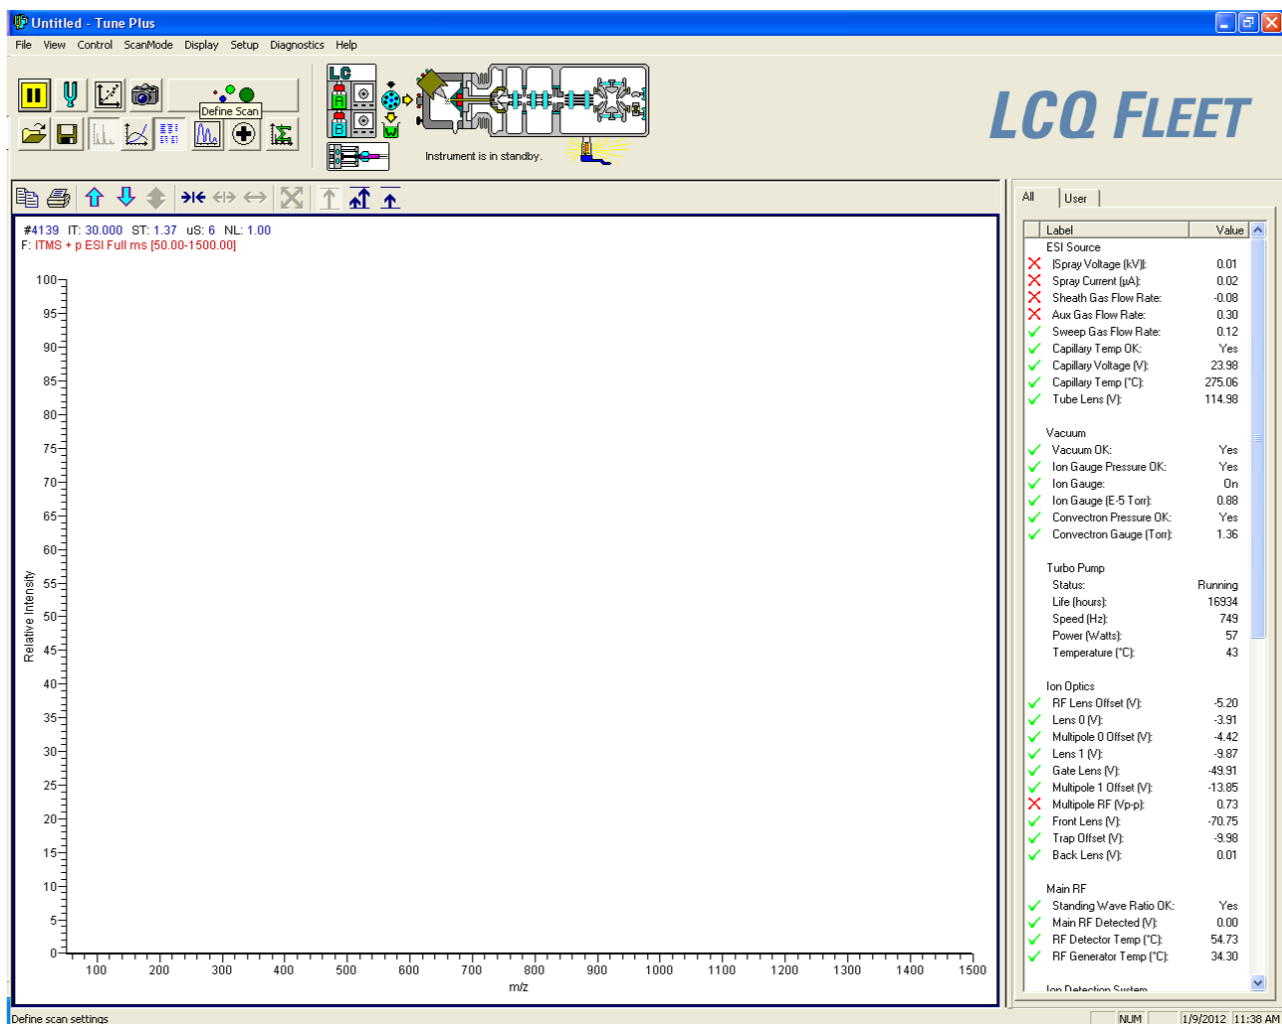 Untitled - Tune Plus
File View Control ScanMode Display Setup Diagnostics Help
LC
A
B
Define Scan
Instrument is in standby.
LCQ FLEET
#4139 IT: 30.000 ST: 1.37 uS: 6 NL: 1.00
F: ITMS + p ESI Full ms [50.00-1500.00]
100
95
90
85
80
75
70
65
60
55
50
45
40
35
30
25
20
15
10
5
0
Relative Intensity
100 200 300 400 500 600 700 800 900 1000 1100 1200 1300 1400 1500
m/z
All User
Label Value
ESI Source
|Spray Voltage (kV)|: 0.01
Spray Current (µA): 0.02
Sheath Gas Flow Rate: -0.08
Aux Gas Flow Rate: 0.30
Sweep Gas Flow Rate: 0.12
Capillary Temp OK: Yes
Capillary Voltage (V): 23.98
Capillary Temp (°C): 275.06
Tube Lens (V): 114.98
Vacuum
Vacuum OK: Yes
Ion Gauge Pressure OK: Yes
Ion Gauge: On
Ion Gauge (E-5 Torr): 0.88
Convectron Pressure OK: Yes
Convectron Gauge (Torr): 1.36
Turbo Pump
Status: Running
Life (hours): 16934
Speed (Hz): 749
Power (Watts): 57
Temperature (°C): 43
Ion Optics
RF Lens Offset (V): -5.20
Lens 0 (V): -3.91
Multipole 0 Offset (V): -4.42
Lens 1 (V): -9.87
Gate Lens (V): -49.91
Multipole 1 Offset (V): -13.85
Multipole RF (Vp-p): 0.73
Front Lens (V): -70.75
Trap Offset (V): -9.98
Back Lens (V): 0.01
Main RF
Standing Wave Ratio OK: Yes
Main RF Detected (V): 0.00
RF Detector Temp (°C): 54.73
RF Generator Temp (°C): 34.30
Ion Detection System
Define scan settings
NUM 1/9/2012 11:38 AM